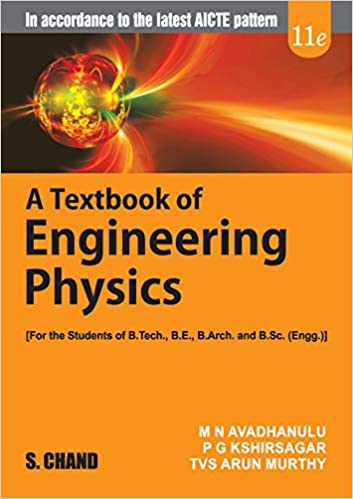 In accordance to the latest AICTE pattern
11e
A Textbook of
Engineering
Physics
[For the Students of B.Tech., B.E., B.Arch. and B.Sc. (Engg.)]
M N AVADHANULU
P G KSHIRSAGAR
TVS ARUN MURTHY
S. CHAND